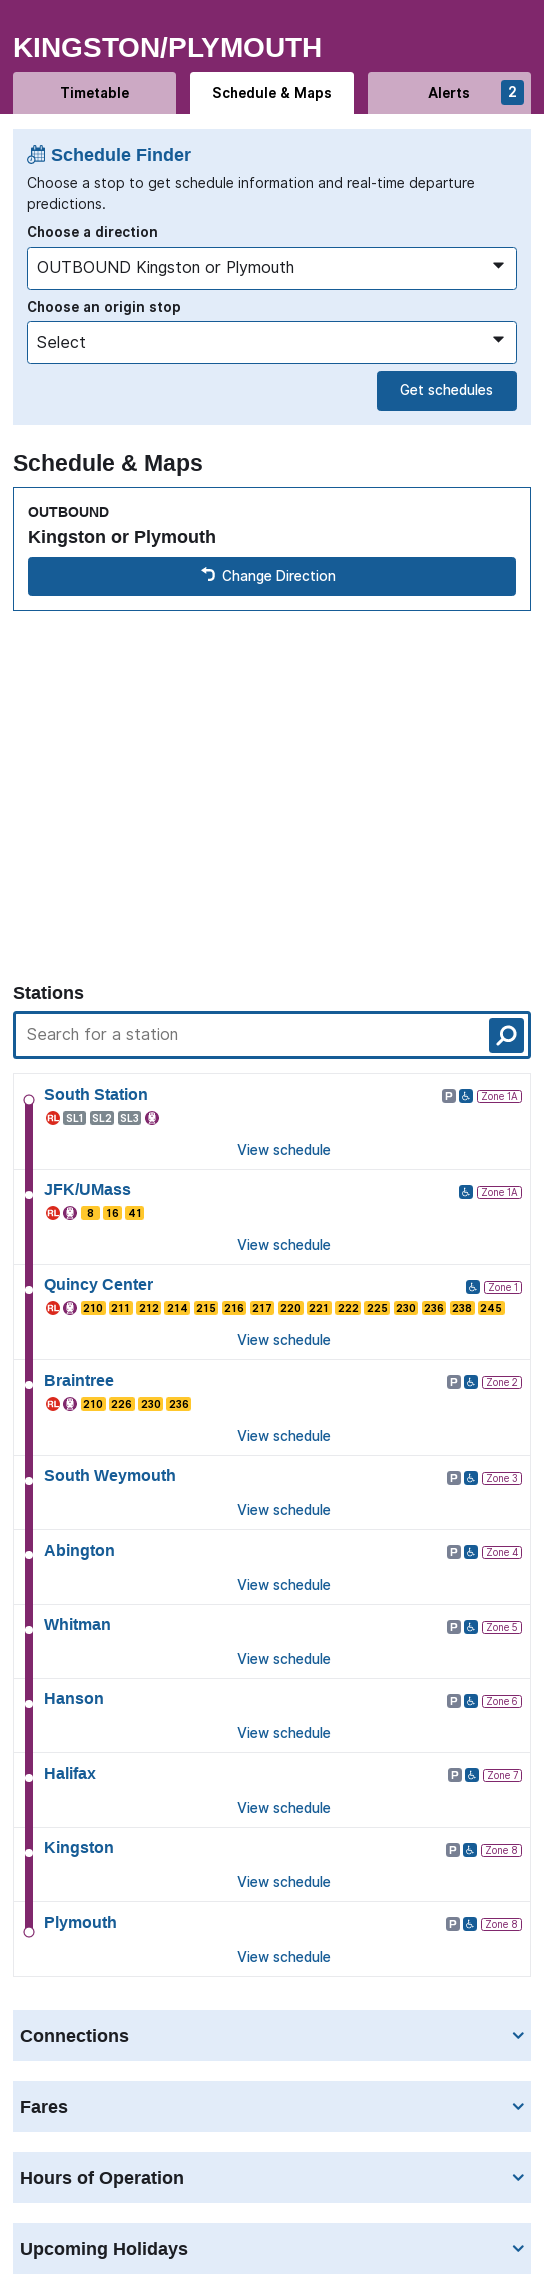 KINGSTON/PLYMOUTH
Timetable Schedule & Maps Alerts 2
Schedule Finder
Choose a stop to get schedule information and real-time departure
predictions.
Choose a direction
OUTBOUND Kingston or Plymouth
Choose an origin stop
Select
Get schedules
Schedule & Maps
OUTBOUND
Kingston or Plymouth
Change Direction
Stations
Search for a station
South Station P Zone 1A
RL SL1 SL2 SL3
View schedule
JFK/UMass Zone 1A
RL 8 16 41
View schedule
Quincy Center Zone 1
RL 210 211 212 214 215 216 217 220 221 222 225 230 236 238 245
View schedule
Braintree P Zone 2
RL 210 226 230 236
View schedule
South Weymouth P Zone 3
View schedule
Abington P Zone 4
View schedule
Whitman P Zone 5
View schedule
Hanson P Zone 6
View schedule
Halifax P Zone 7
View schedule
Kingston P Zone 8
View schedule
Plymouth P Zone 8
View schedule
Connections
Fares
Hours of Operation
Upcoming Holidays